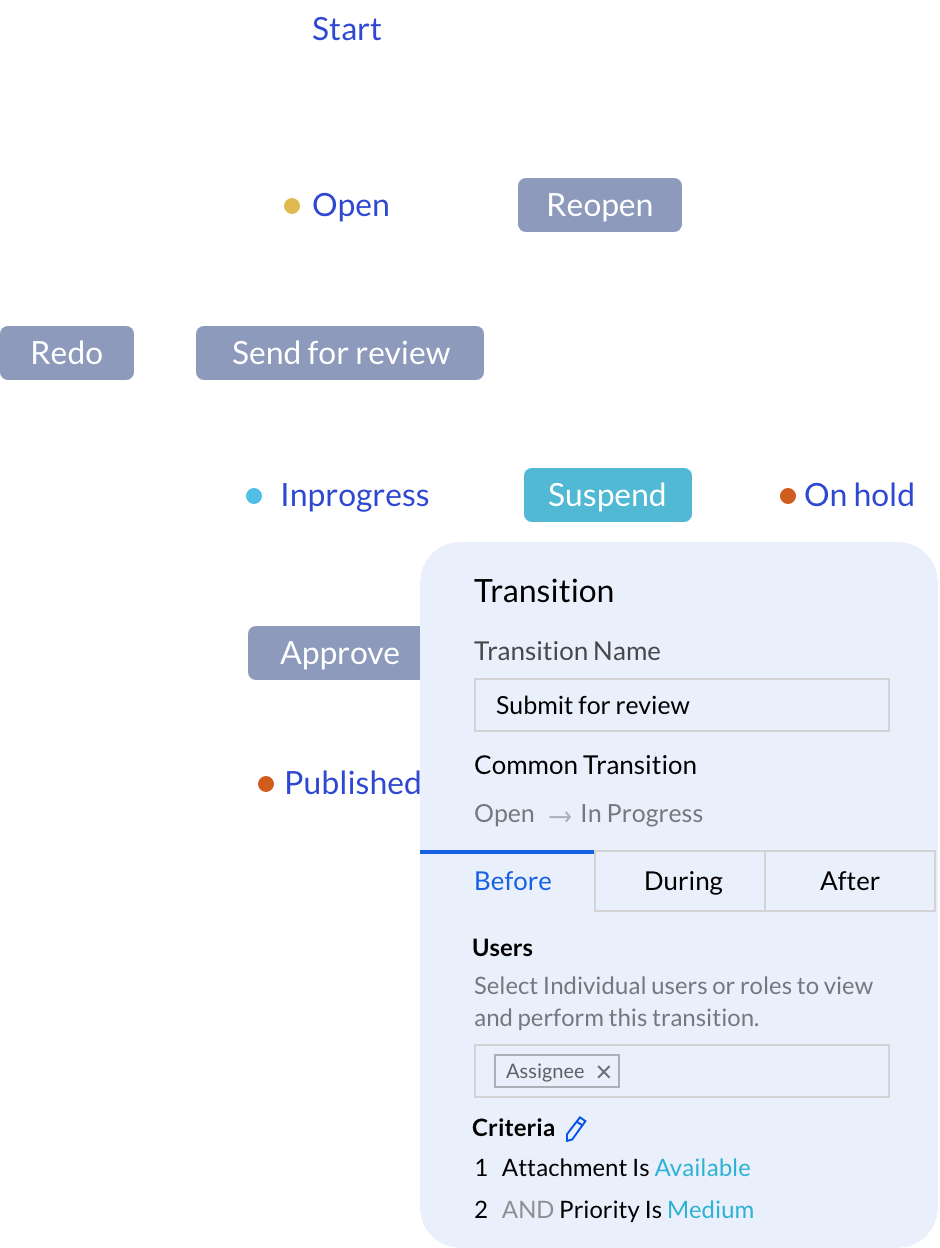 Start
Open
Reopen
Redo
Send for review
Inprogress
Suspend
On hold
Approve
Published
Transition
Transition Name
Submit for review
Common Transition
Open → In Progress
Before
During
After
Users
Select Individual users or roles to view
and perform this transition.
Assignee ×
Criteria
1 Attachment Is Available
2 AND Priority Is Medium